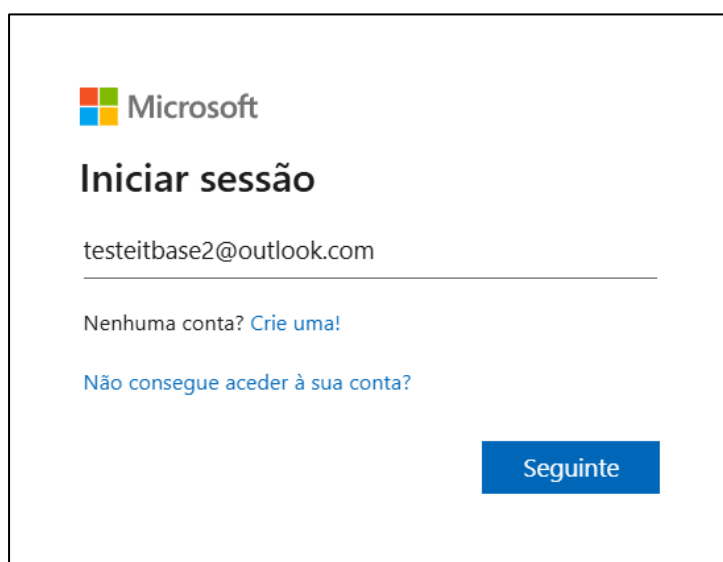 Microsoft
Iniciar sessão
testeitbase2@outlook.com
Nenhuma conta? Crie uma!
Não consegue aceder à sua conta?
Seguinte